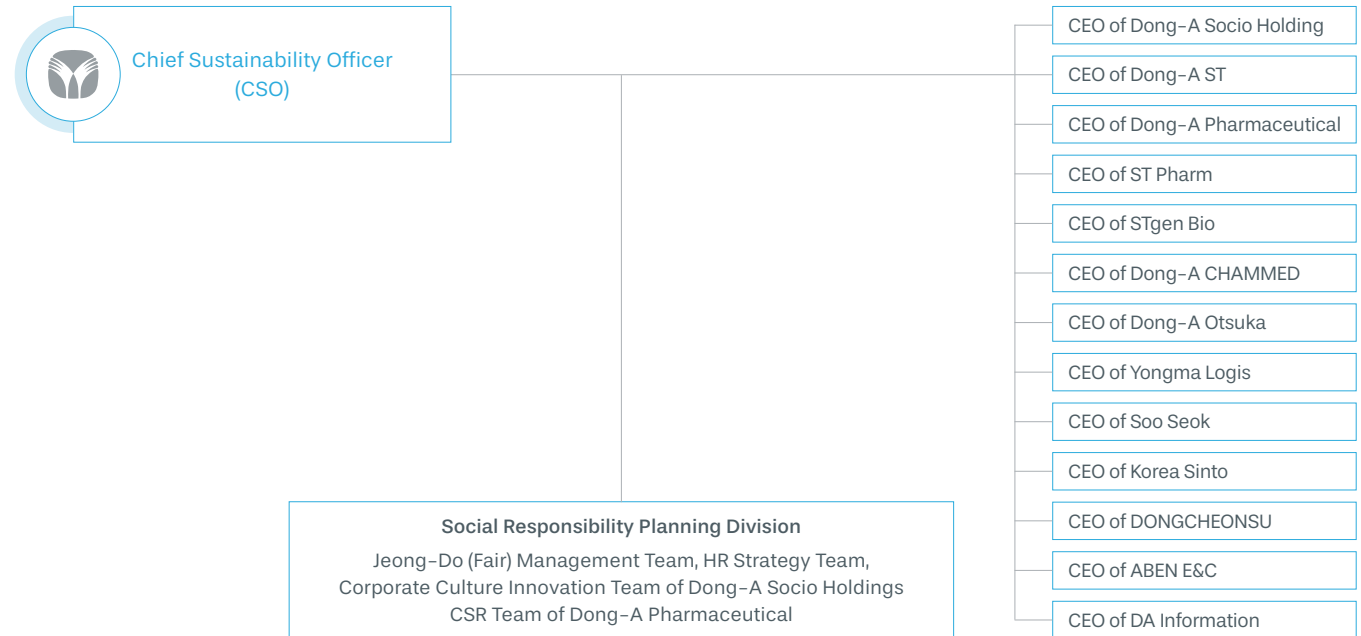 Chief Sustainability Officer
(CSO)
CEO of Dong-A Socio Holding
CEO of Dong-A ST
CEO of Dong-A Pharmaceutical
CEO of ST Pharm
CEO of STgen Bio
CEO of Dong-A CHAMMED
CEO of Dong-A Otsuka
CEO of Yongma Logis
CEO of Soo Seok
CEO of Korea Sinto
CEO of DONGCHEONSU
CEO of ABEN E&C
CEO of DA Information
Social Responsibility Planning Division
Jeong-Do (Fair) Management Team, HR Strategy Team,
Corporate Culture Innovation Team of Dong-A Socio Holdings
CSR Team of Dong-A Pharmaceutical